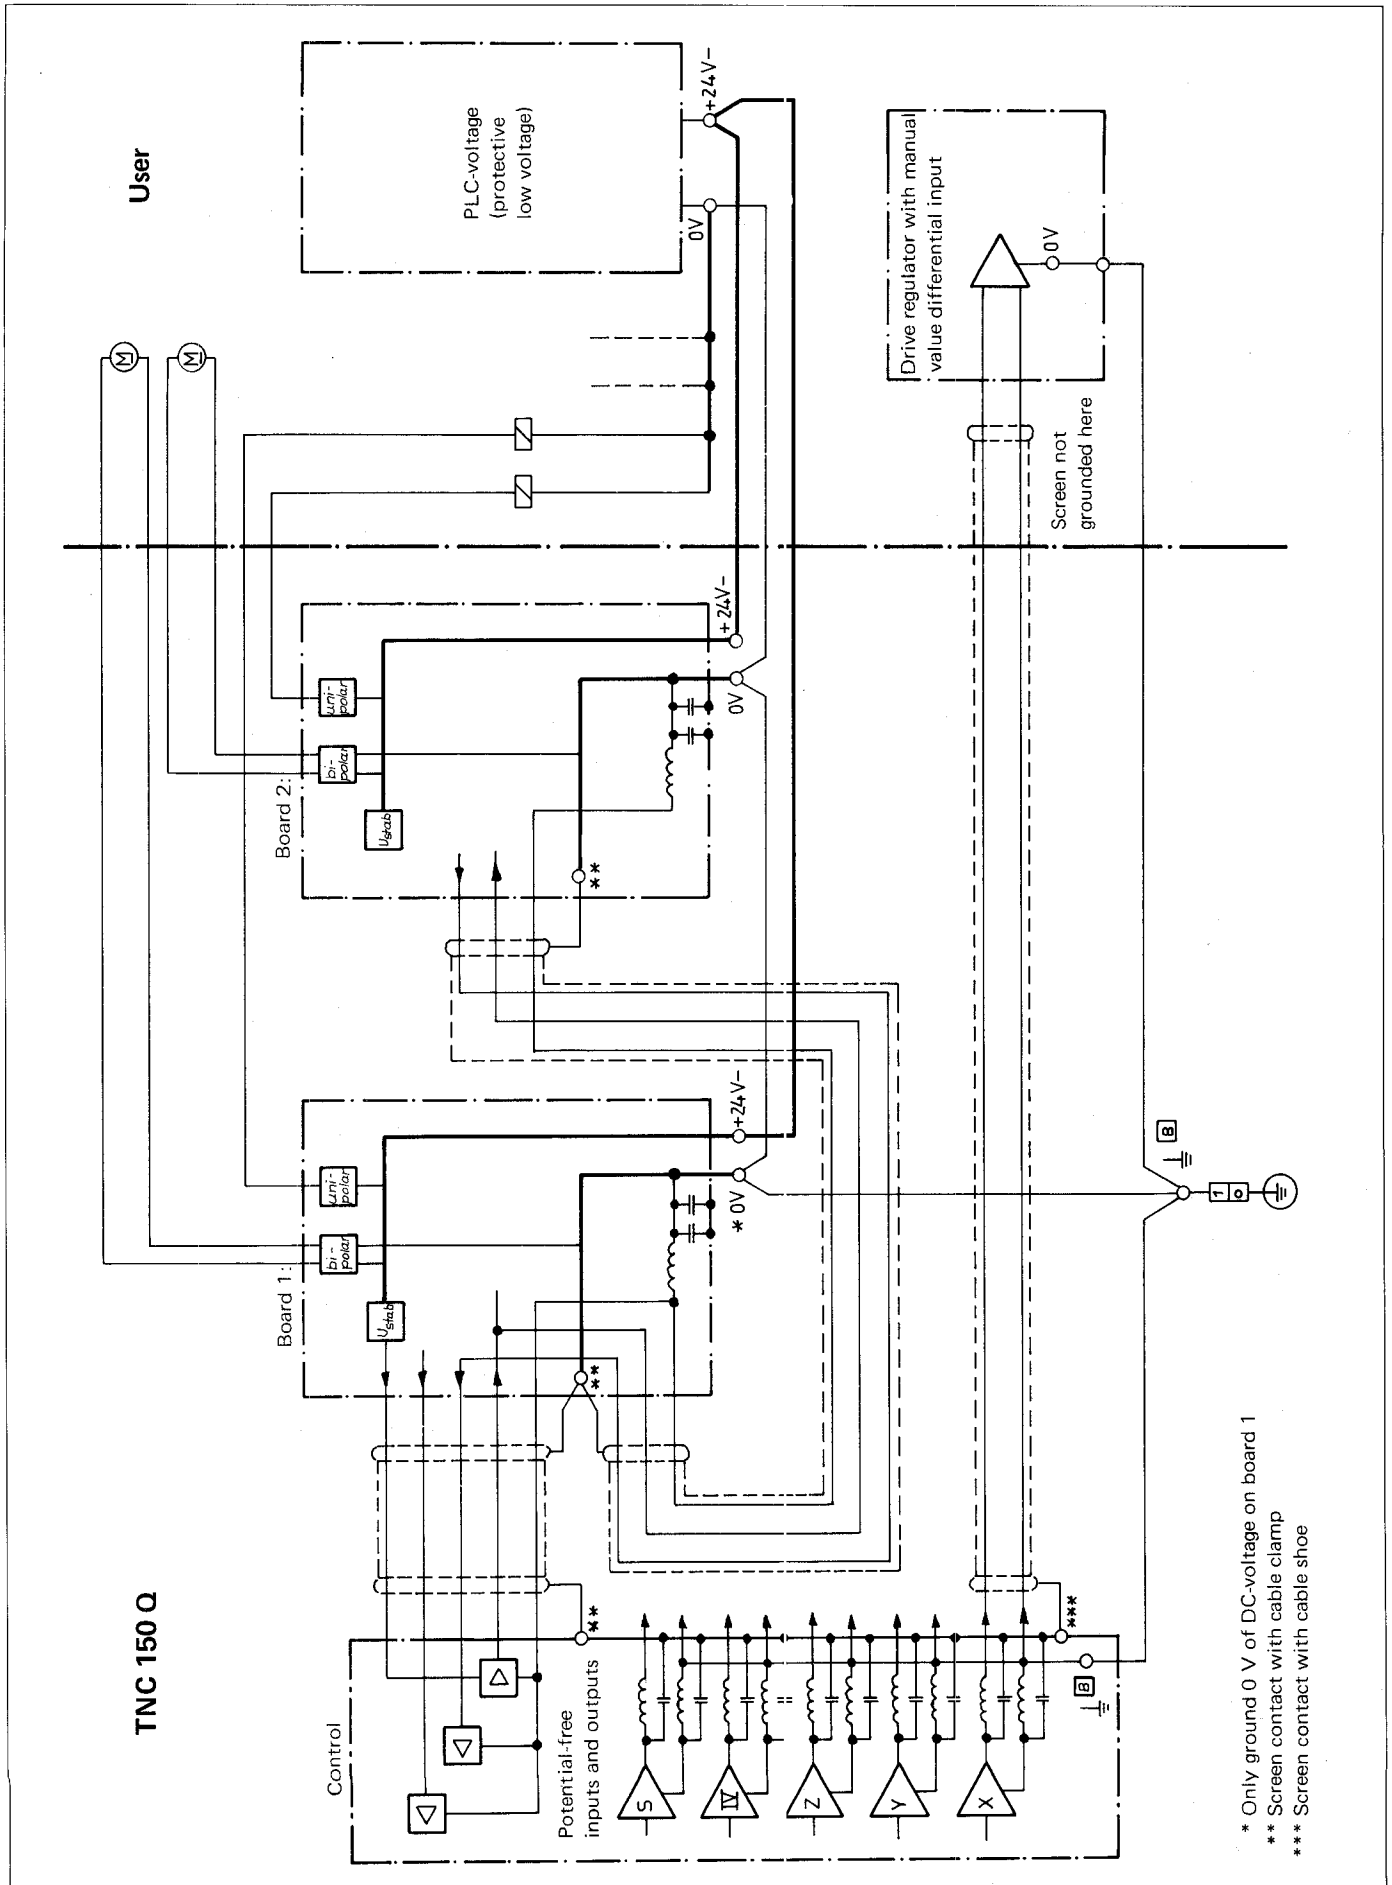 TNC 150 Q
User
Control
Potential-free
inputs and outputs
S
IV
Z
Y
X
B
**
***
Board 1:
U stab
bi-
polar
uni-
polar
**
* 0V
+24V-
Board 2:
U stab
bi-
polar
uni-
polar
**
0V
+24V-
M
M
PLC-voltage
(protective
low voltage)
0V
+24V-
Drive regulator with manual
value differential input
0V
Screen not
grounded here
B
1
0
* Only ground 0 V of DC-voltage on board 1
** Screen contact with cable clamp
*** Screen contact with cable shoe